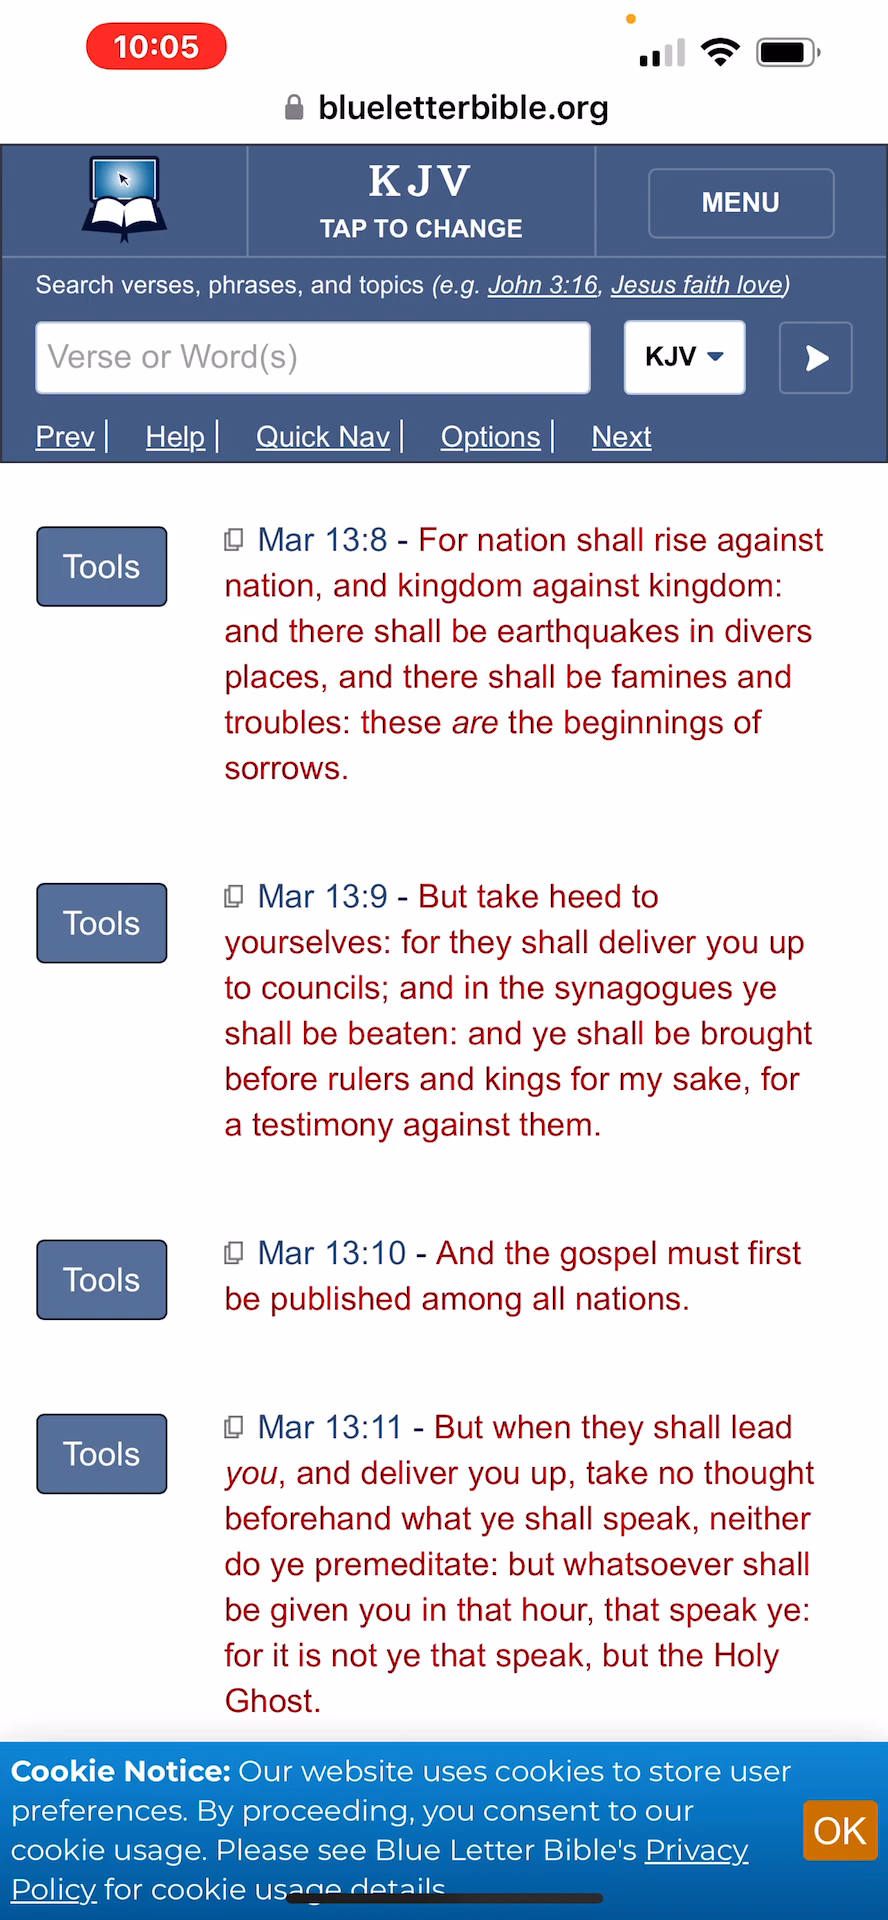 10:05
blueletterbible.org
KJV
TAP TO CHANGE
MENU
Search verses, phrases, and topics (e.g. John 3:16, Jesus faith love)
Verse or Word(s)
KJV
Prev | Help | Quick Nav | Options | Next
Tools
Mar 13:8 - For nation shall rise against
nation, and kingdom against kingdom:
and there shall be earthquakes in divers
places, and there shall be famines and
troubles: these are the beginnings of
sorrows.
Tools
Mar 13:9 - But take heed to
yourselves: for they shall deliver you up
to councils; and in the synagogues ye
shall be beaten: and ye shall be brought
before rulers and kings for my sake, for
a testimony against them.
Tools
Mar 13:10 - And the gospel must first
be published among all nations.
Tools
Mar 13:11 - But when they shall lead
you, and deliver you up, take no thought
beforehand what ye shall speak, neither
do ye premeditate: but whatsoever shall
be given you in that hour, that speak ye:
for it is not ye that speak, but the Holy
Ghost.
Cookie Notice: Our website uses cookies to store user
preferences. By proceeding, you consent to our
cookie usage. Please see Blue Letter Bible's Privacy
Policy for cookie usage details
OK